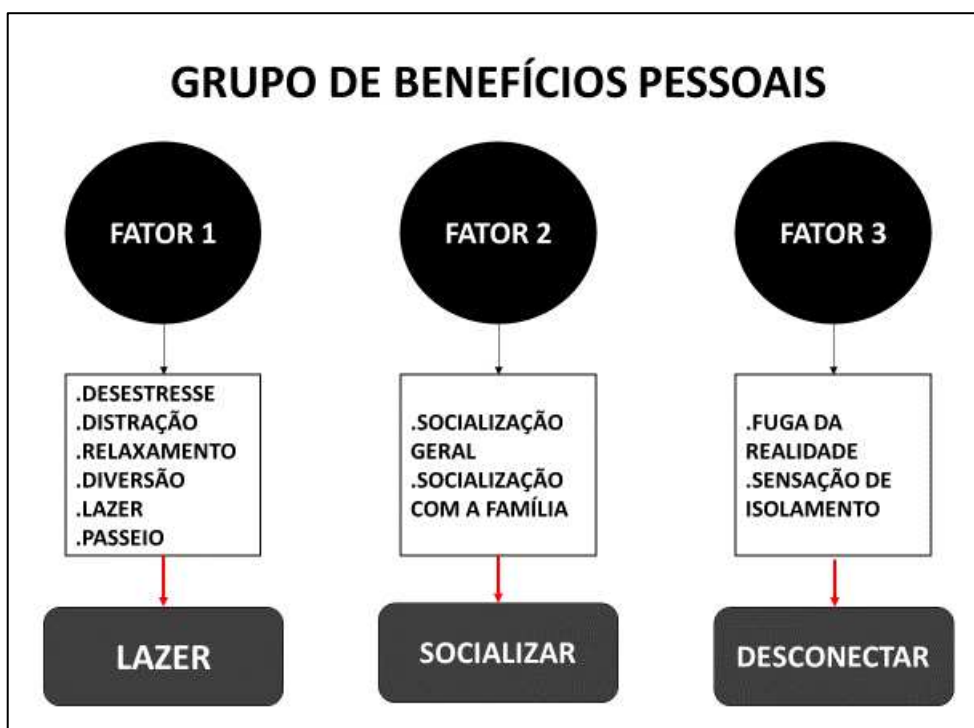 GRUPO DE BENEFÍCIOS PESSOAIS
FATOR 1
FATOR 2
FATOR 3
.DESESTRESSE
.DISTRAÇÃO
.RELAXAMENTO
.DIVERSÃO
.LAZER
.PASSEIO
.SOCIALIZAÇÃO
GERAL
.SOCIALIZAÇÃO
COM A FAMÍLIA
.FUGA DA
REALIDADE
.SENSAÇÃO DE
ISOLAMENTO
LAZER
SOCIALIZAR
DESCONECTAR